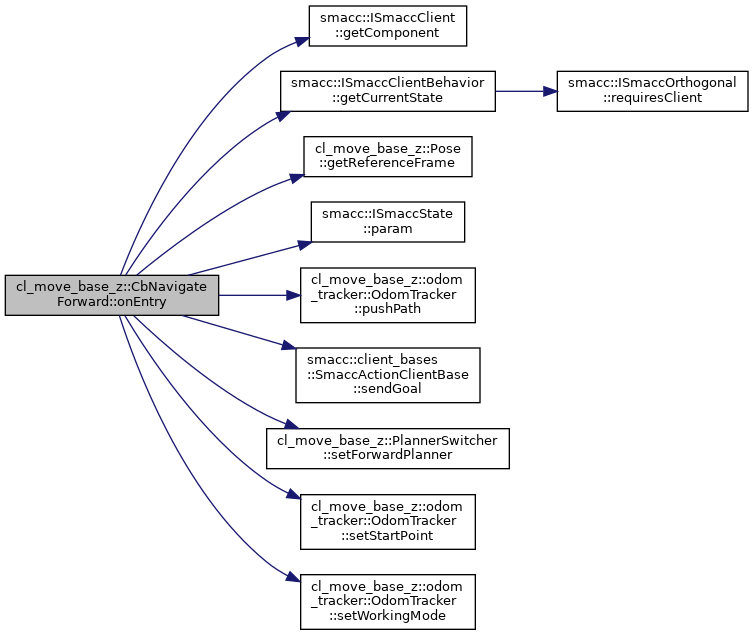 smacc::ISmaccClient
::getComponent
smacc::ISmaccClientBehavior
::getCurrentState
smacc::ISmaccOrthogonal
::requiresClient
cl_move_base_z::Pose
::getReferenceFrame
smacc::ISmaccState
::param
cl_move_base_z::CbNavigate
Forward::onEntry
cl_move_base_z::odom
_tracker::OdomTracker
::pushPath
smacc::client_bases
::SmaccActionClientBase
::sendGoal
cl_move_base_z::PlannerSwitcher
::setForwardPlanner
cl_move_base_z::odom
_tracker::OdomTracker
::setStartPoint
cl_move_base_z::odom
_tracker::OdomTracker
::setWorkingMode